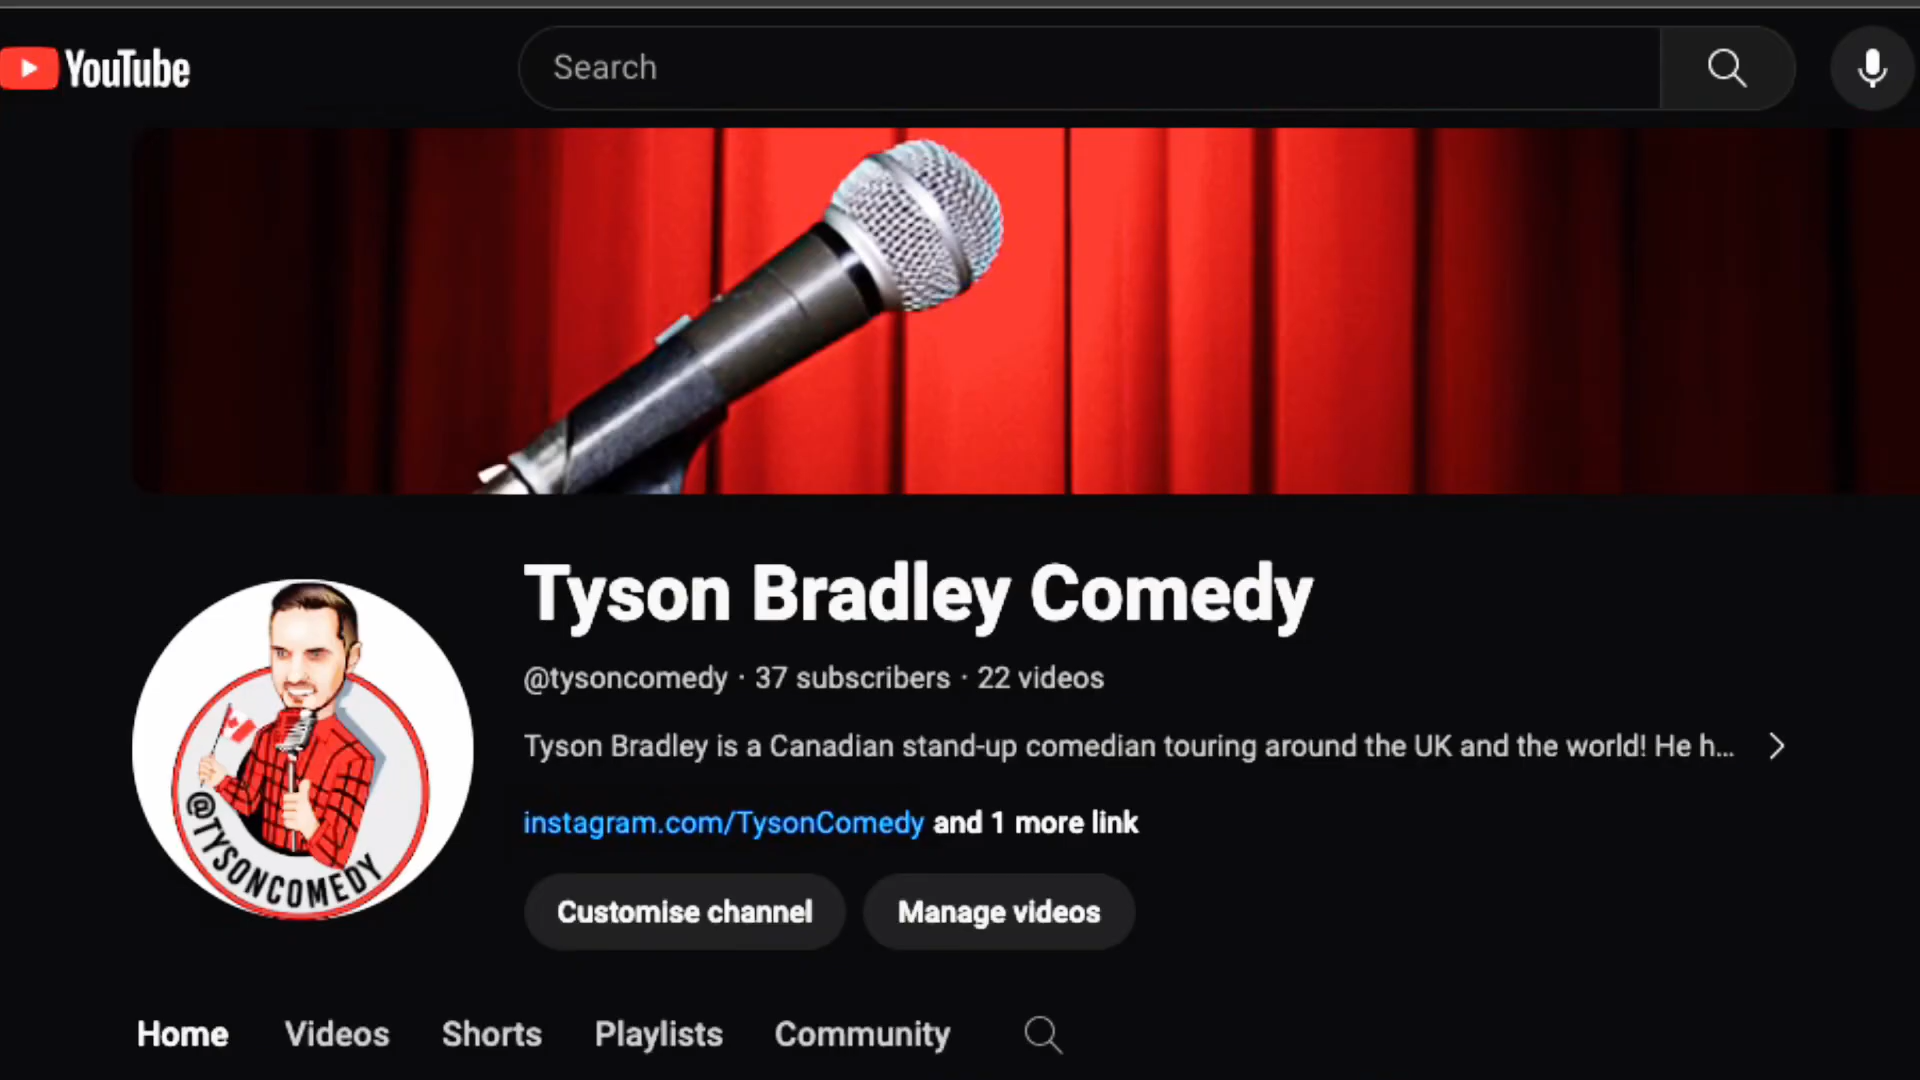 YouTube
Search
Tyson Bradley Comedy
@tysoncomedy · 37 subscribers · 22 videos
Tyson Bradley is a Canadian stand-up comedian touring around the UK and the world! He h...
instagram.com/TysonComedy and 1 more link
@TYSONCOMEDY
Customise channel
Manage videos
Home
Videos
Shorts
Playlists
Community